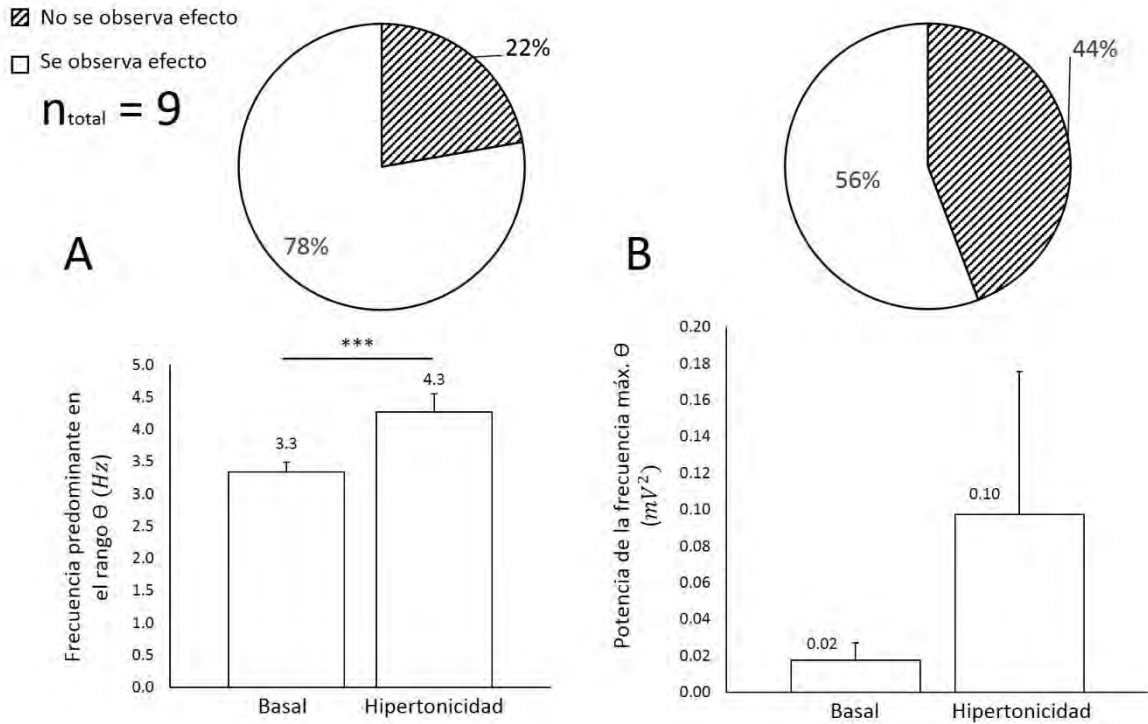 No se observa efecto
Se observa efecto
n total = 9
22%
78%
A
44%
56%
B
Frecuencia predominante en
el rango Θ (Hz)
5.0
4.5
4.0
3.5
3.0
2.5
2.0
1.5
1.0
0.5
0.0
***
3.3
4.3
Basal
Hipertonicidad
Potencia de la frecuencia máx. Θ
(mV²)
0.20
0.18
0.16
0.14
0.12
0.10
0.08
0.06
0.04
0.02
0.00
0.02
0.10
Basal
Hipertonicidad